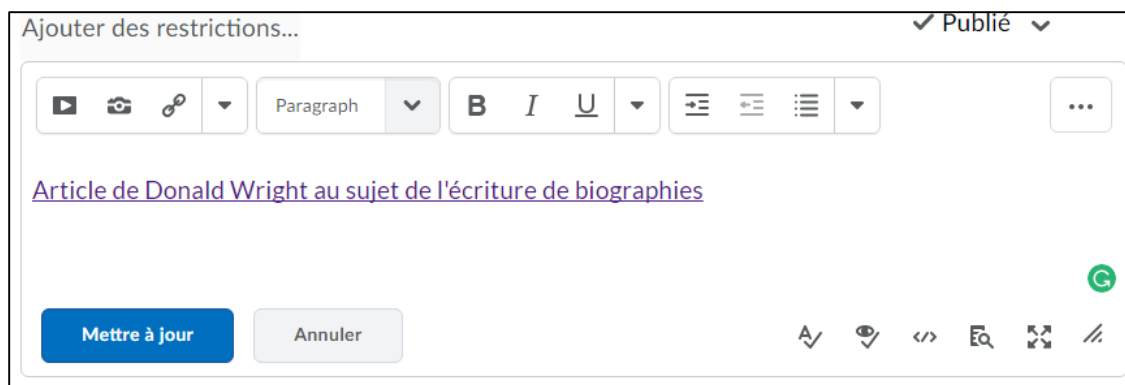 Ajouter des restrictions...
Publié
Paragraph
B I U
Article de Donald Wright au sujet de l'écriture de biographies
Mettre à jour
Annuler